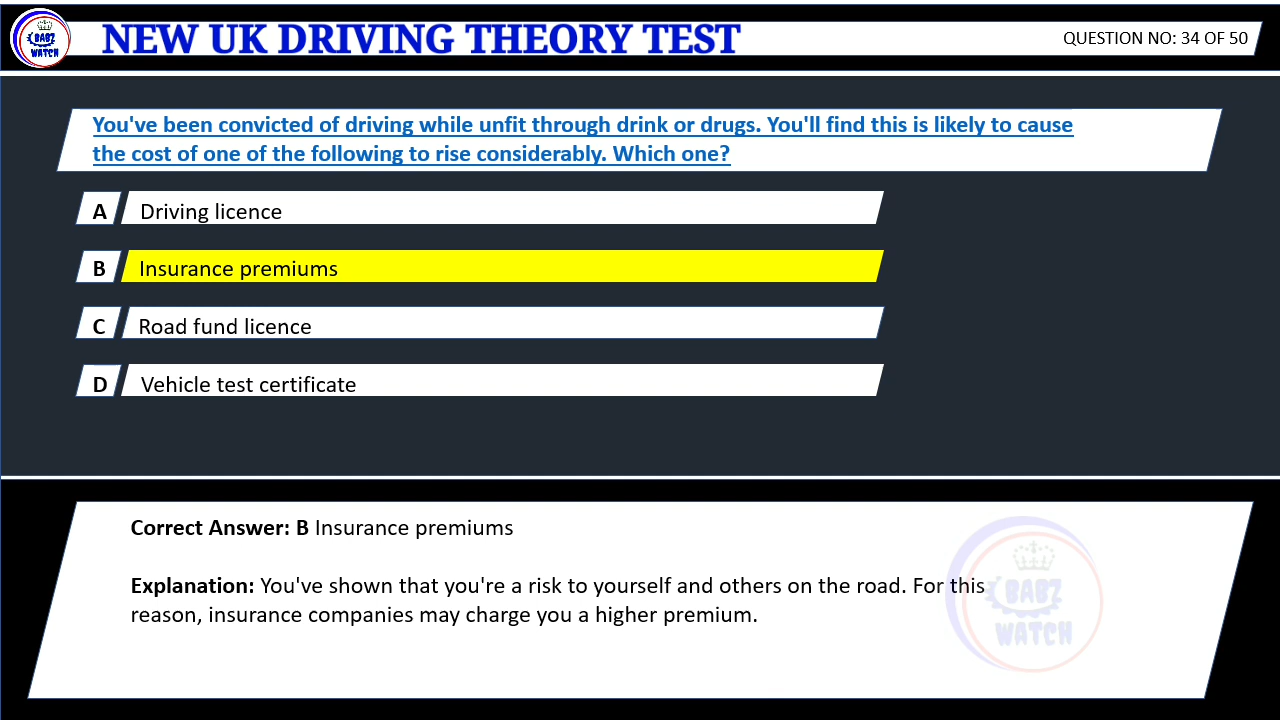 BABZ
WATCH
NEW UK DRIVING THEORY TEST
QUESTION NO: 34 OF 50
You've been convicted of driving while unfit through drink or drugs. You'll find this is likely to cause
the cost of one of the following to rise considerably. Which one?
A Driving licence
B Insurance premiums
C Road fund licence
D Vehicle test certificate
Correct Answer: B Insurance premiums
Explanation: You've shown that you're a risk to yourself and others on the road. For this
reason, insurance companies may charge you a higher premium.
BABZ
WATCH